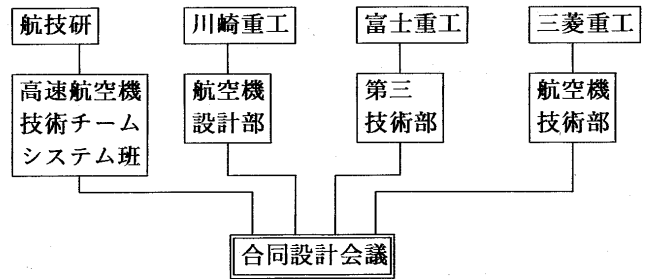 航技研
川崎重工
富士重工
三菱重工
高速航空機
技術チーム
システム班
航空機
設計部
第三
技術部
航空機
技術部
合同設計会議